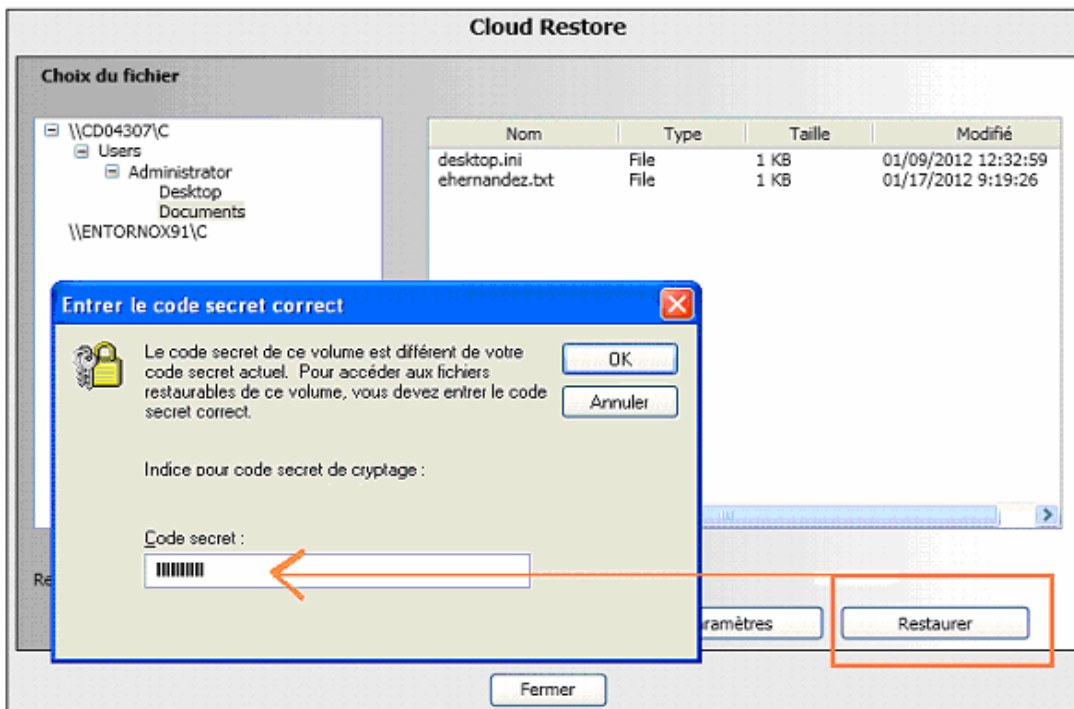 Cloud Restore
Choix du fichier
\\CD04307\C
Users
Administrator
Desktop
Documents
\\ENTORNOX91\C
Nom Type Taille Modifié
desktop.ini File 1 KB 01/09/2012 12:32:59
ehernandez.txt File 1 KB 01/17/2012 9:19:26
Entrer le code secret correct
Le code secret de ce volume est différent de votre
code secret actuel. Pour accéder aux fichiers
restaurables de ce volume, vous devez entrer le code
secret correct.
OK
Annuler
Indice pour code secret de cryptage :
Code secret :
Re
ramètres
Restaurer
Fermer